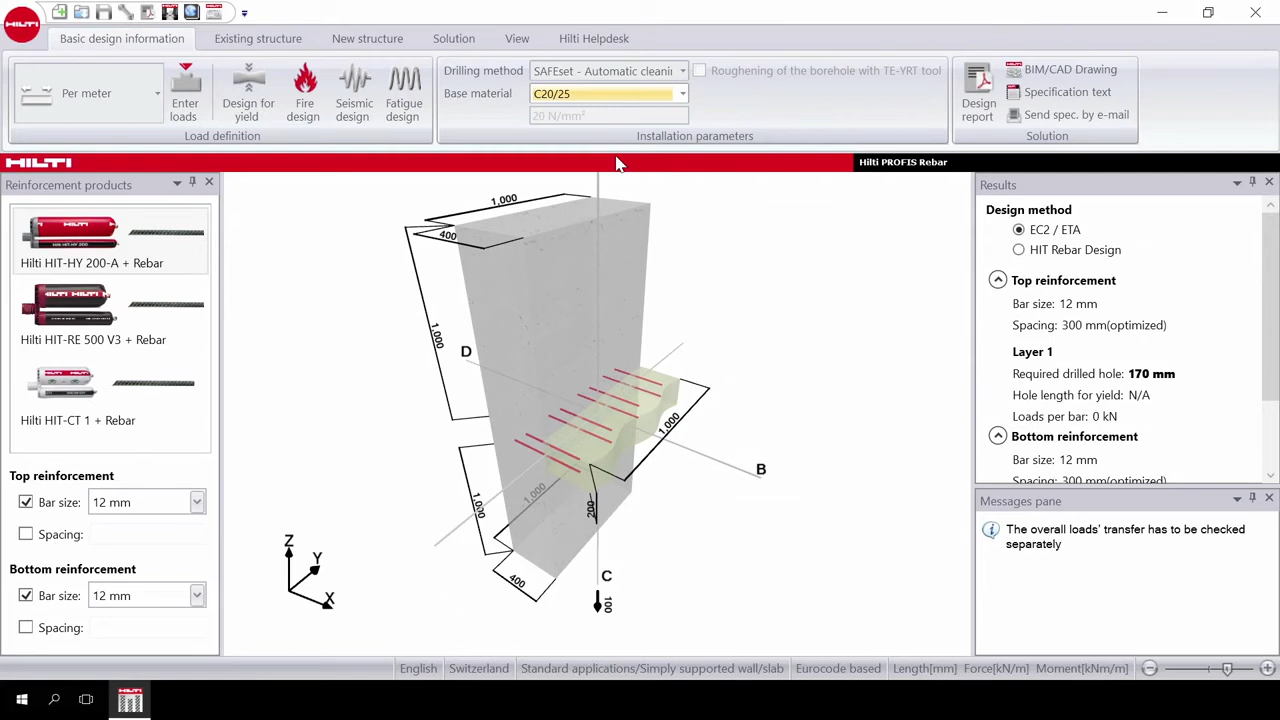 HILTI
Basic design information
Existing structure
New structure
Solution
View
Hilti Helpdesk
Per meter
Enter loads
Design for yield
Fire design
Seismic design
Fatigue design
Load definition
Drilling method
SAFEset - Automatic cleani
Roughening of the borehole with TE-YRT tool
Base material
C20/25
20 N/mm²
Installation parameters
Design report
BIM/CAD Drawing
Specification text
Send spec. by e-mail
Solution
HILTI
Hilti PROFIS Rebar
Reinforcement products
Hilti HIT-HY 200-A + Rebar
Hilti HIT-RE 500 V3 + Rebar
Hilti HIT-CT 1 + Rebar
Top reinforcement
Bar size: 12 mm
Spacing:
Bottom reinforcement
Bar size: 12 mm
Spacing:
1,000
400
1,000
D
1,000
B
1,000
1,000
200
400
C
100
Z
Y
X
Results
Design method
EC2 / ETA
HIT Rebar Design
Top reinforcement
Bar size: 12 mm
Spacing: 300 mm(optimized)
Layer 1
Required drilled hole: 170 mm
Hole length for yield: N/A
Loads per bar: 0 kN
Bottom reinforcement
Bar size: 12 mm
Spacing: 300 mm(optimized)
Messages pane
The overall loads' transfer has to be checked
separately
English
Switzerland
Standard applications/Simply supported wall/slab
Eurocode based
Length[mm] Force[kN/m] Moment[kNm/m]
HILTI